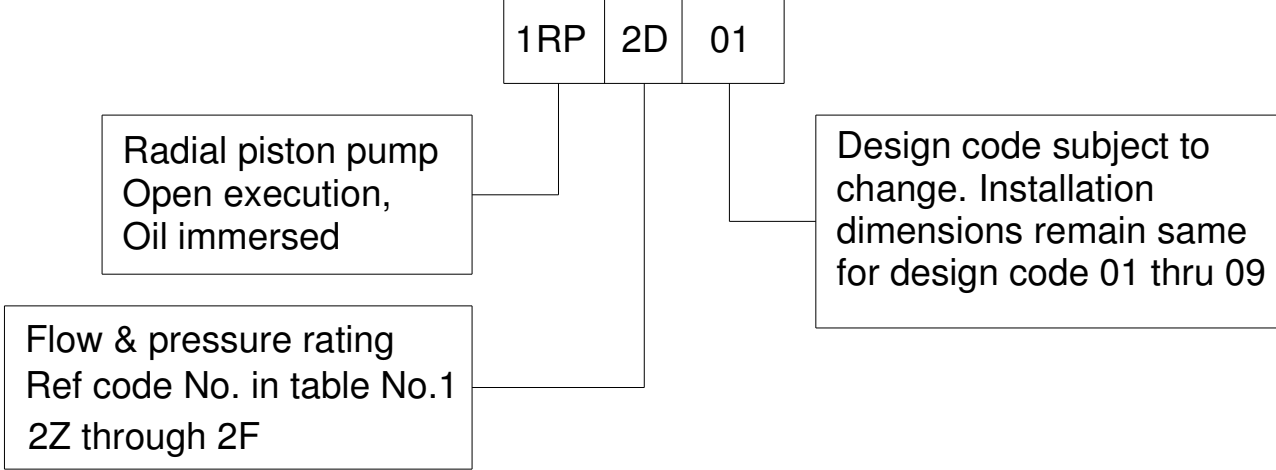 1RP 2D 01
Radial piston pump
Open execution,
Oil immersed
Design code subject to
change. Installation
dimensions remain same
for design code 01 thru 09
Flow & pressure rating
Ref code No. in table No.1
2Z through 2F